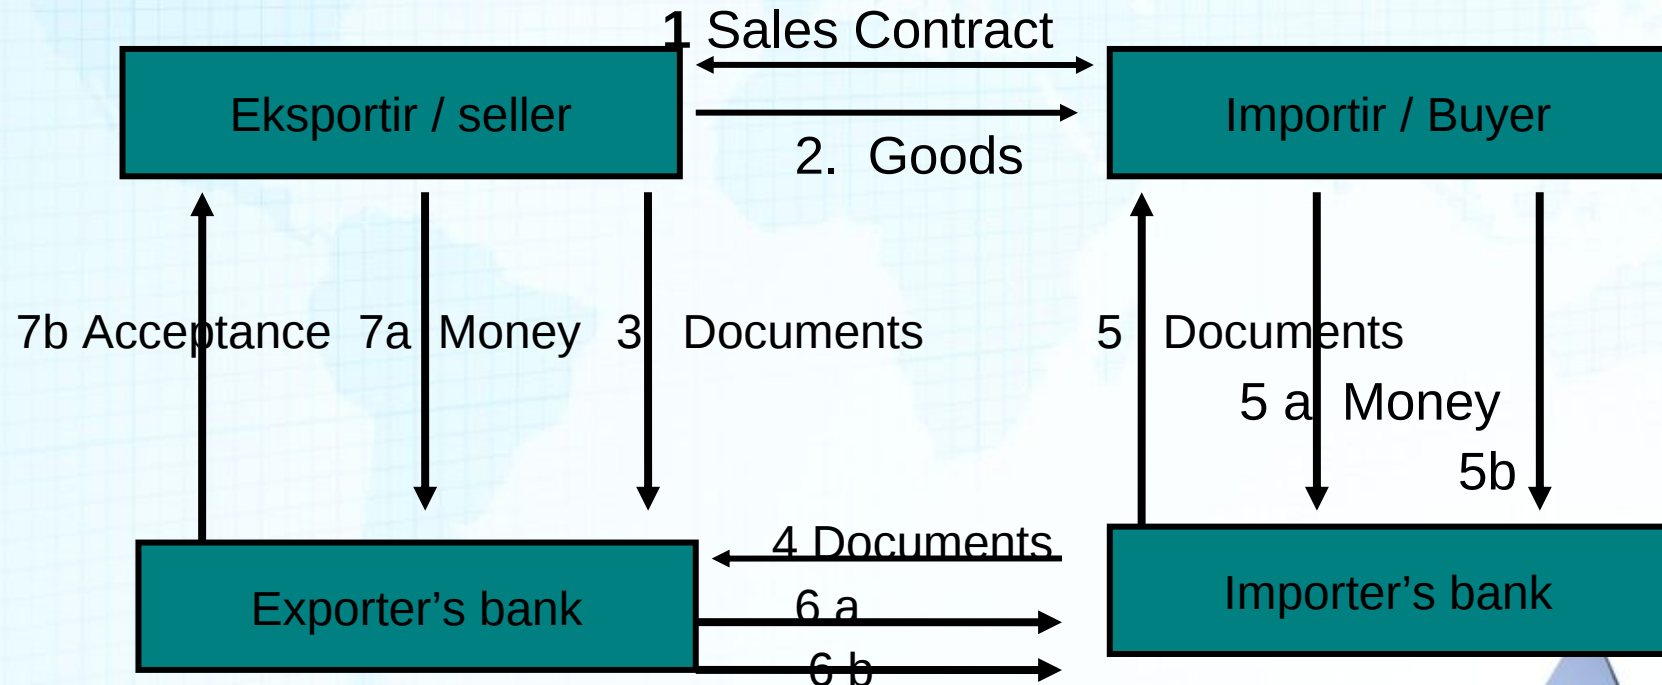 1 Sales Contract
Eksportir / seller
Importir / Buyer
2. Goods
7b Acceptance 7a Money 3 Documents
5 Documents
5 a Money
5b
4 Documents
Exporter’s bank
Importer’s bank
6 a
6 b